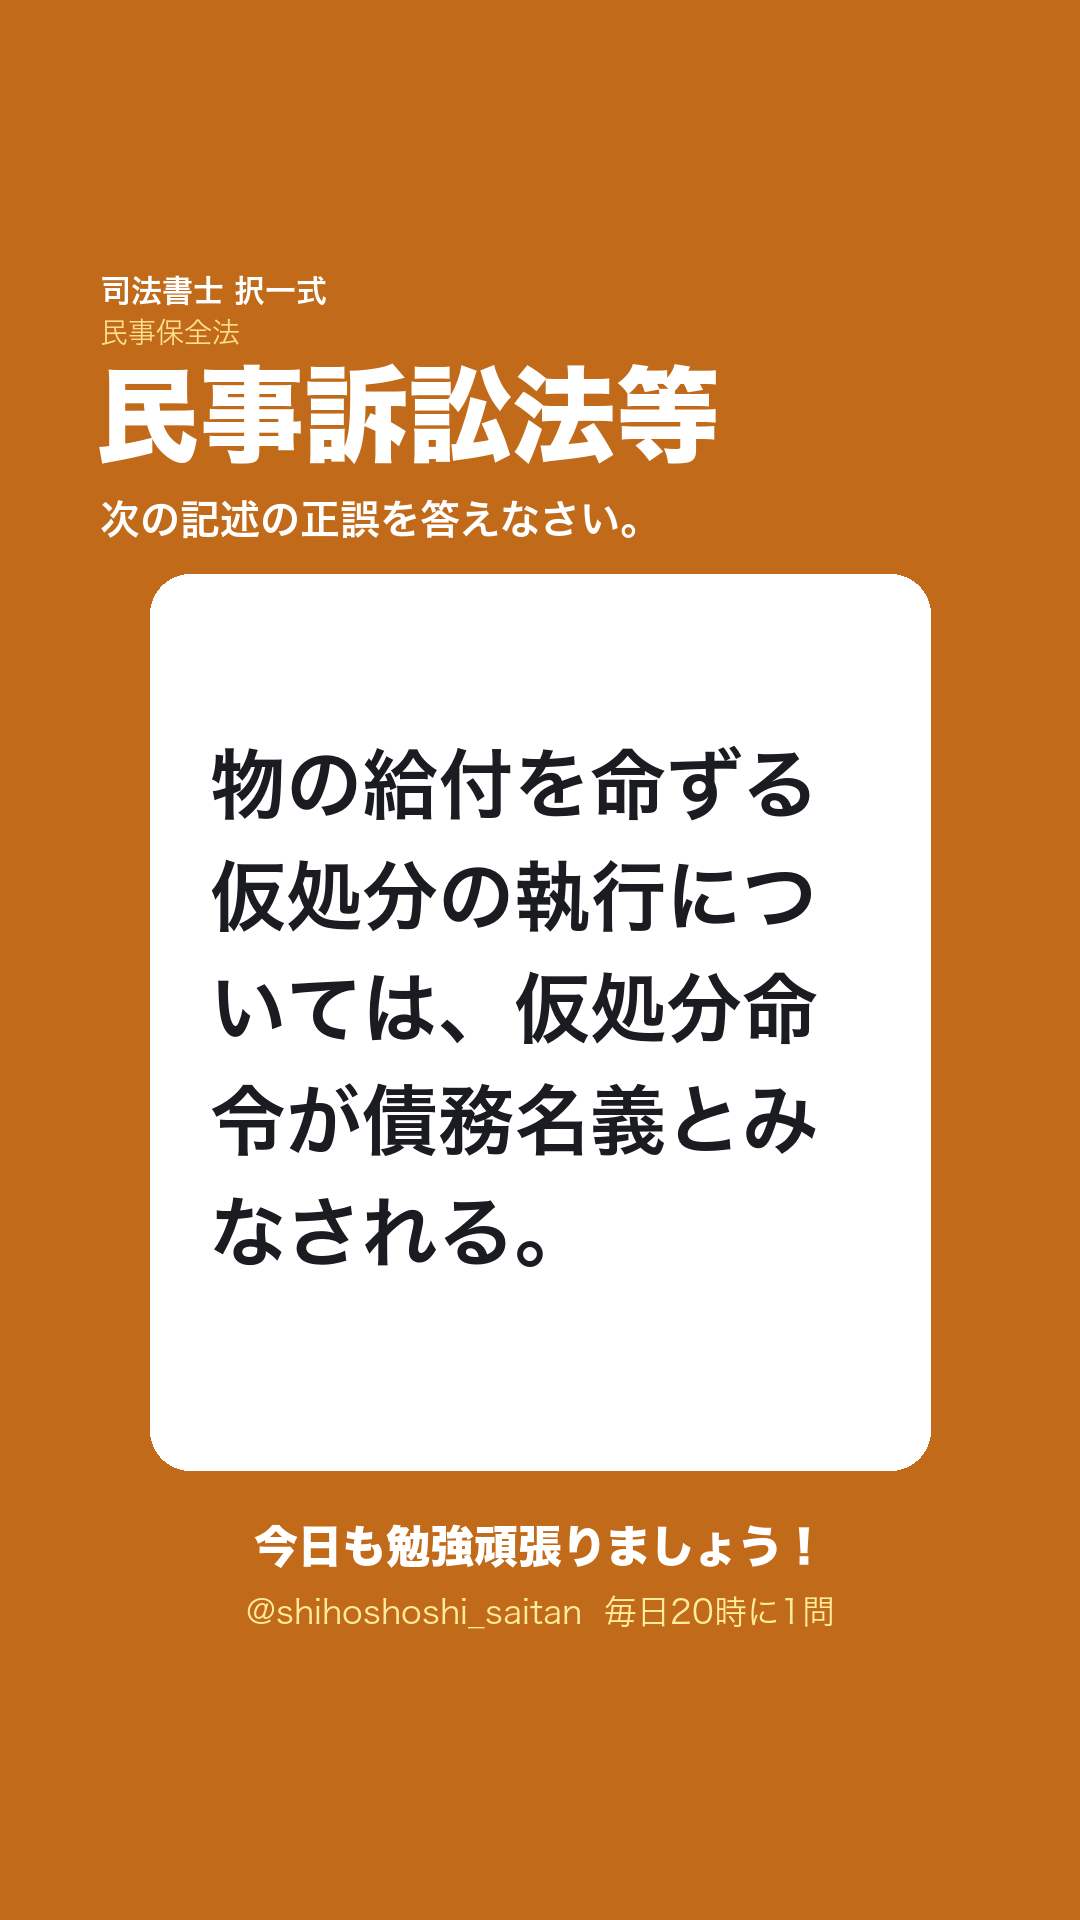 司法書士 択一式
民事保全法
民事訴訟法等
次の記述の正誤を答えなさい。
物の給付を命ずる
仮処分の執行につ
いては、仮処分命
令が債務名義とみ
なされる。
今日も勉強頑張りましょう！
@shihoshoshi_saitan 毎日20時に1問